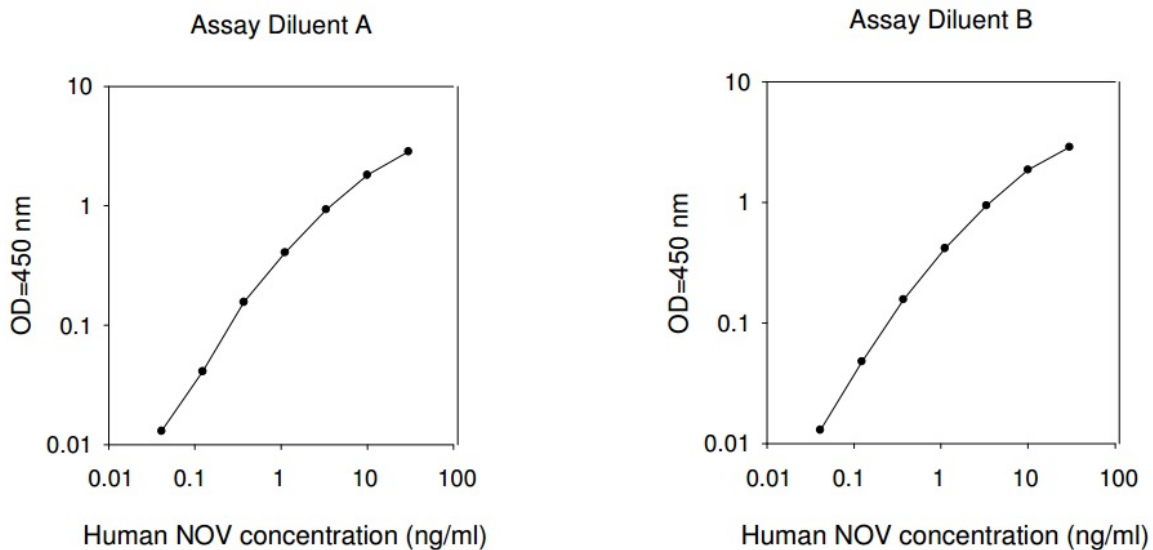 Assay Diluent A
10
1
0.1
0.01
OD=450 nm
0.01 0.1 1 10 100
Human NOV concentration (ng/ml)
Assay Diluent B
10
1
0.1
0.01
OD=450 nm
0.01 0.1 1 10 100
Human NOV concentration (ng/ml)